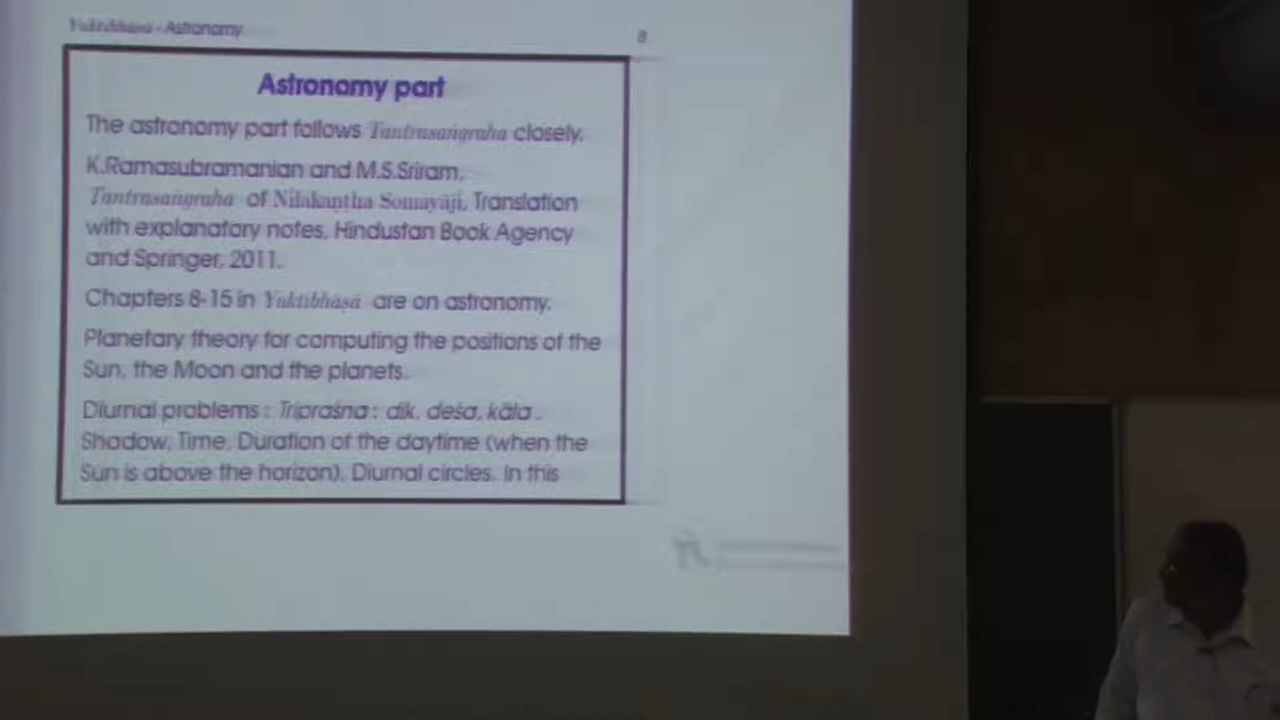 Yuktibhāṣā - Astronomy
8
Astronomy part
The astronomy part follows Tantrasaṅgraha closely.
K.Ramasubramanian and M.S.Sriram,
Tantrasaṅgraha of Nīlakaṇṭha Somayājī, Translation
with explanatory notes, Hindustan Book Agency
and Springer, 2011.
Chapters 8-15 in Yuktibhāṣā are on astronomy.
Planetary theory for computing the positions of the
Sun, the Moon and the planets.
Diurnal problems : Tripraśna : dik, deśa, kāla .
Shadow, Time, Duration of the daytime (when the
Sun is above the horizon), Diurnal circles. In this